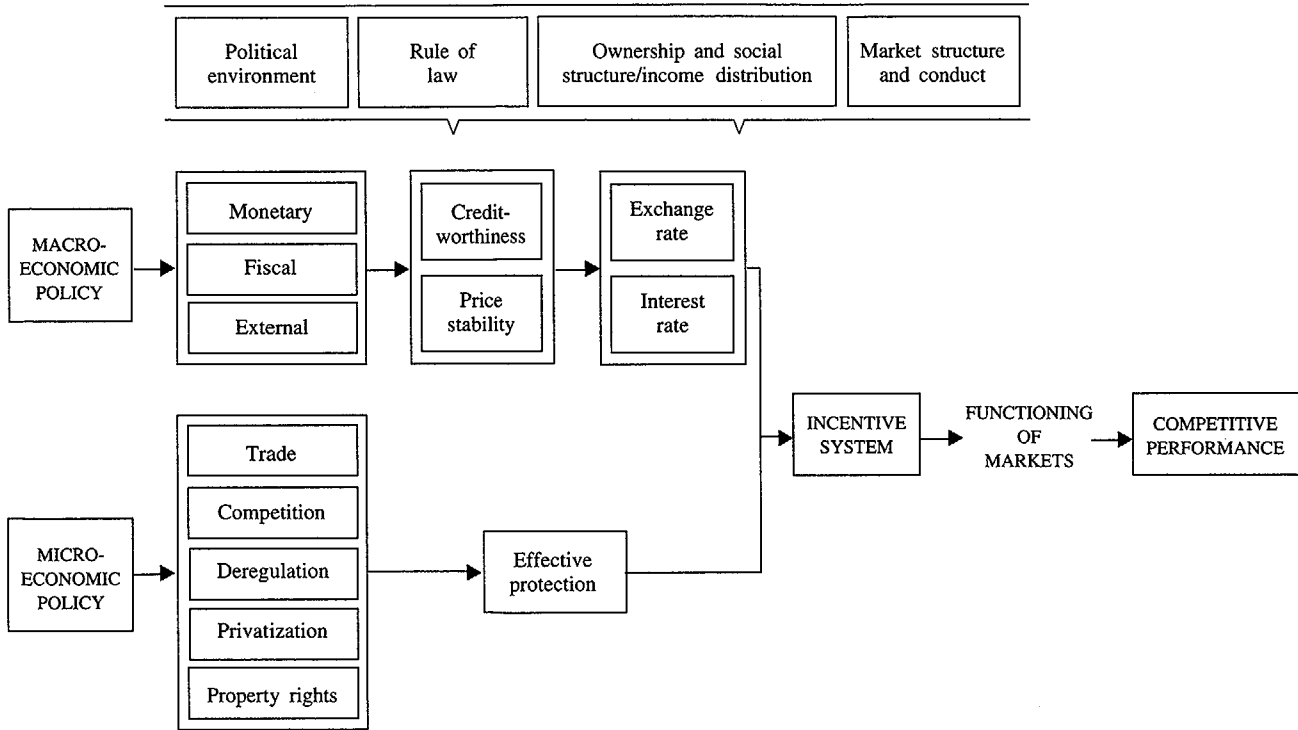 Political
environment
Rule of
law
Ownership and social
structure/income distribution
Market structure
and conduct
MACRO-
ECONOMIC
POLICY
Monetary
Fiscal
External
Credit-
worthiness
Price
stability
Exchange
rate
Interest
rate
MICRO-
ECONOMIC
POLICY
Trade
Competition
Deregulation
Privatization
Property rights
Effective
protection
INCENTIVE
SYSTEM
FUNCTIONING
OF
MARKETS
COMPETITIVE
PERFORMANCE